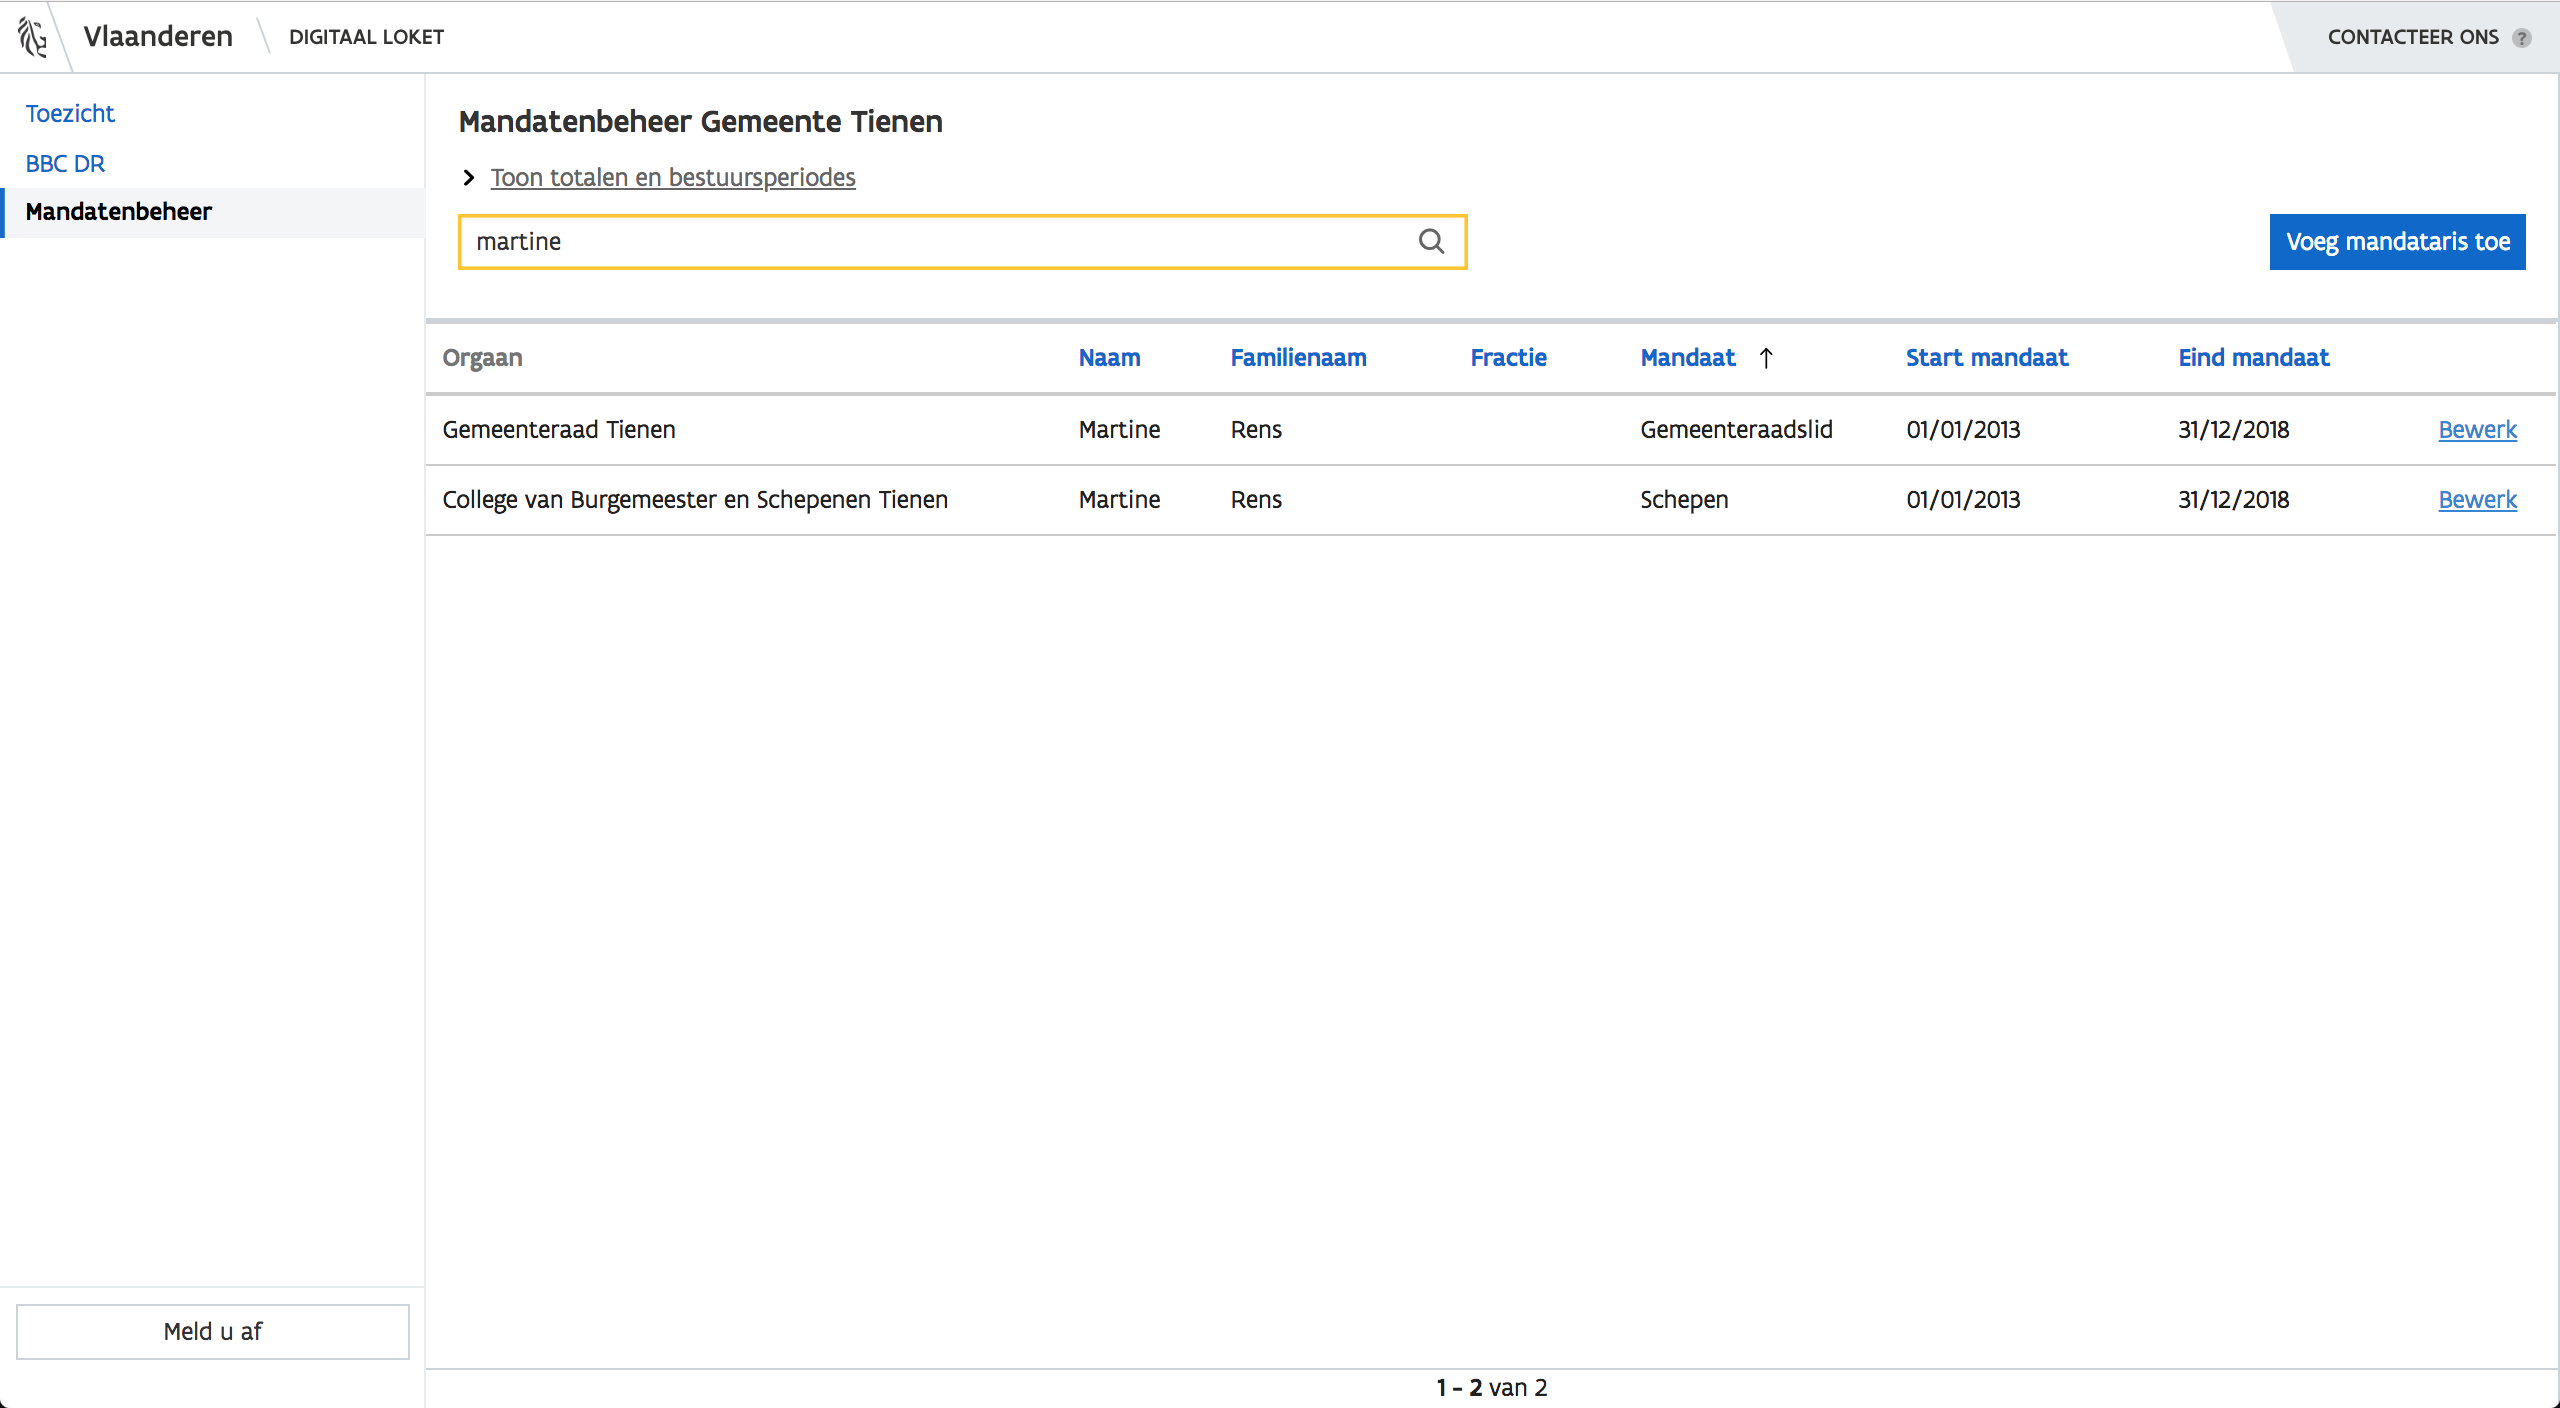 Vlaanderen DIGITAAL LOKET CONTACTEER ONS ?
Toezicht
BBC DR
Mandatenbeheer
Mandatenbeheer Gemeente Tienen
Toon totalen en bestuursperiodes
martine
Voeg mandataris toe
Orgaan Naam Familienaam Fractie Mandaat ↑ Start mandaat Eind mandaat
Gemeenteraad Tienen Martine Rens Gemeenteraadslid 01/01/2013 31/12/2018 Bewerk
College van Burgemeester en Schepenen Tienen Martine Rens Schepen 01/01/2013 31/12/2018 Bewerk
Meld u af
1 - 2 van 2